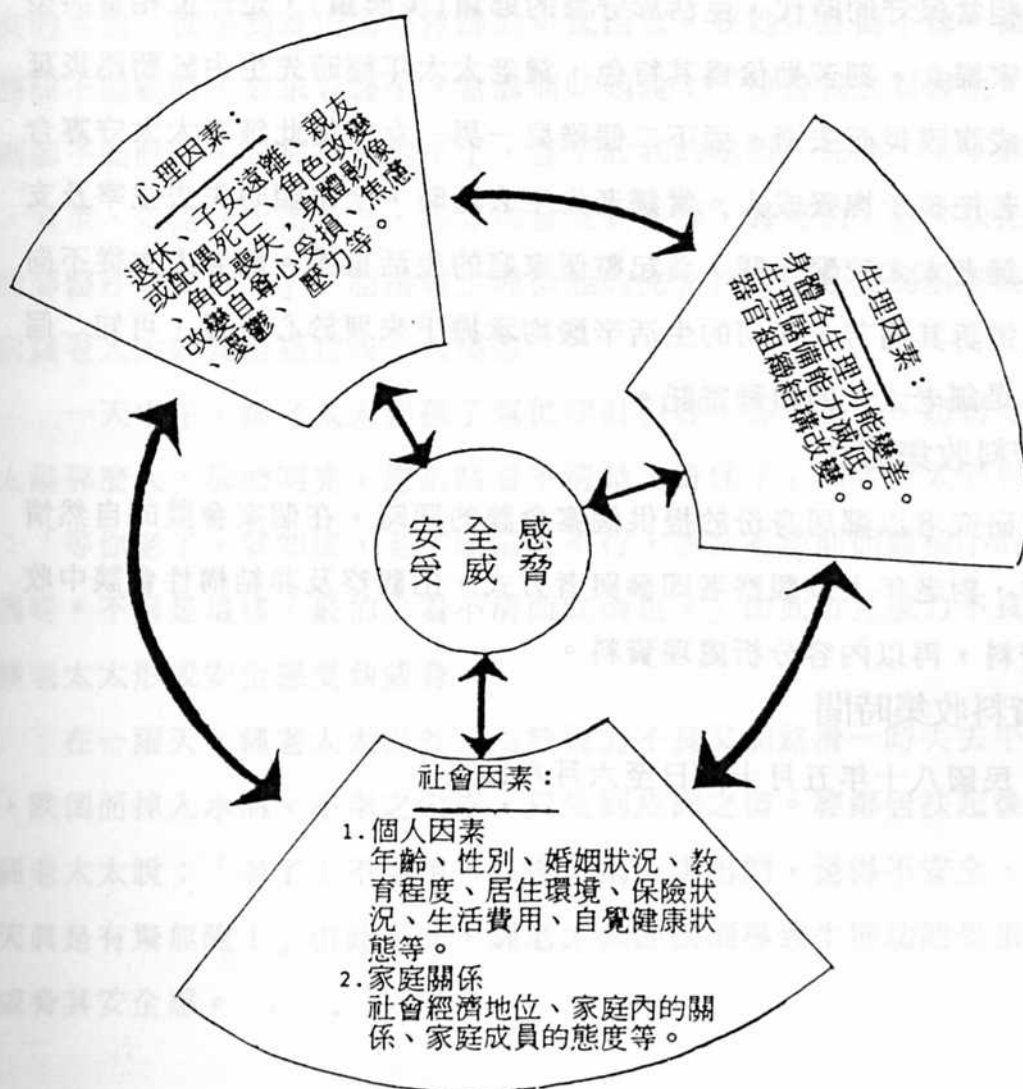 心理因素：
退休、子女遠離、親友
或配偶死亡、角色改變
、角色喪失，身體影像
改變、自尊心受損、焦慮
、憂鬱、壓力等。
生理因素：
身體各生理功能變差。
生理儲備能力減低。
器官組織結構改變。
安全感
受威脅
社會因素：
1. 個人因素
年齡、性別、婚姻狀況、教
育程度、居住環境、保險狀
況、生活費用、自覺健康狀
態等。
2. 家庭關係
社會經濟地位、家庭內的關
係、家庭成員的態度等。